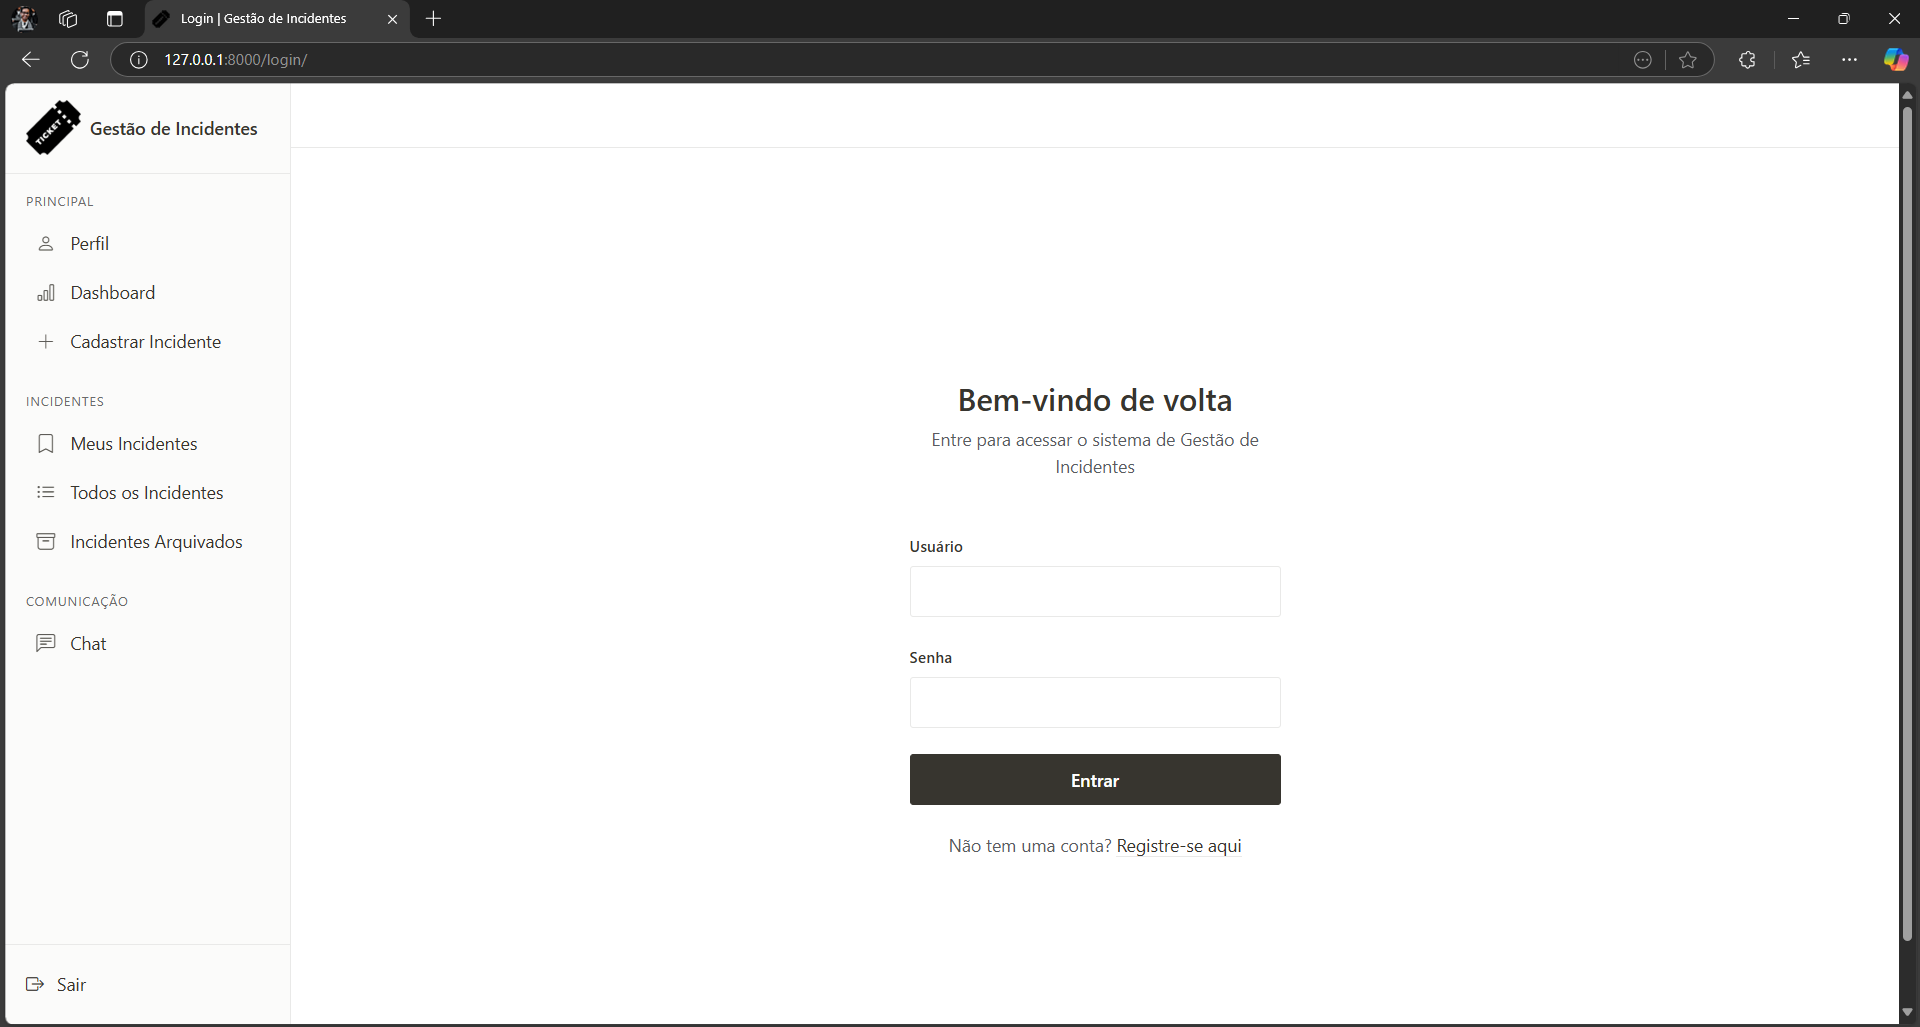 Login | Gestão de Incidentes
127.0.0.1:8000/login/
TICKET
Gestão de Incidentes
PRINCIPAL
Perfil
Dashboard
Cadastrar Incidente
INCIDENTES
Meus Incidentes
Todos os Incidentes
Incidentes Arquivados
COMUNICAÇÃO
Chat
Sair
Bem-vindo de volta
Entre para acessar o sistema de Gestão de
Incidentes
Usuário
Senha
Entrar
Não tem uma conta? Registre-se aqui